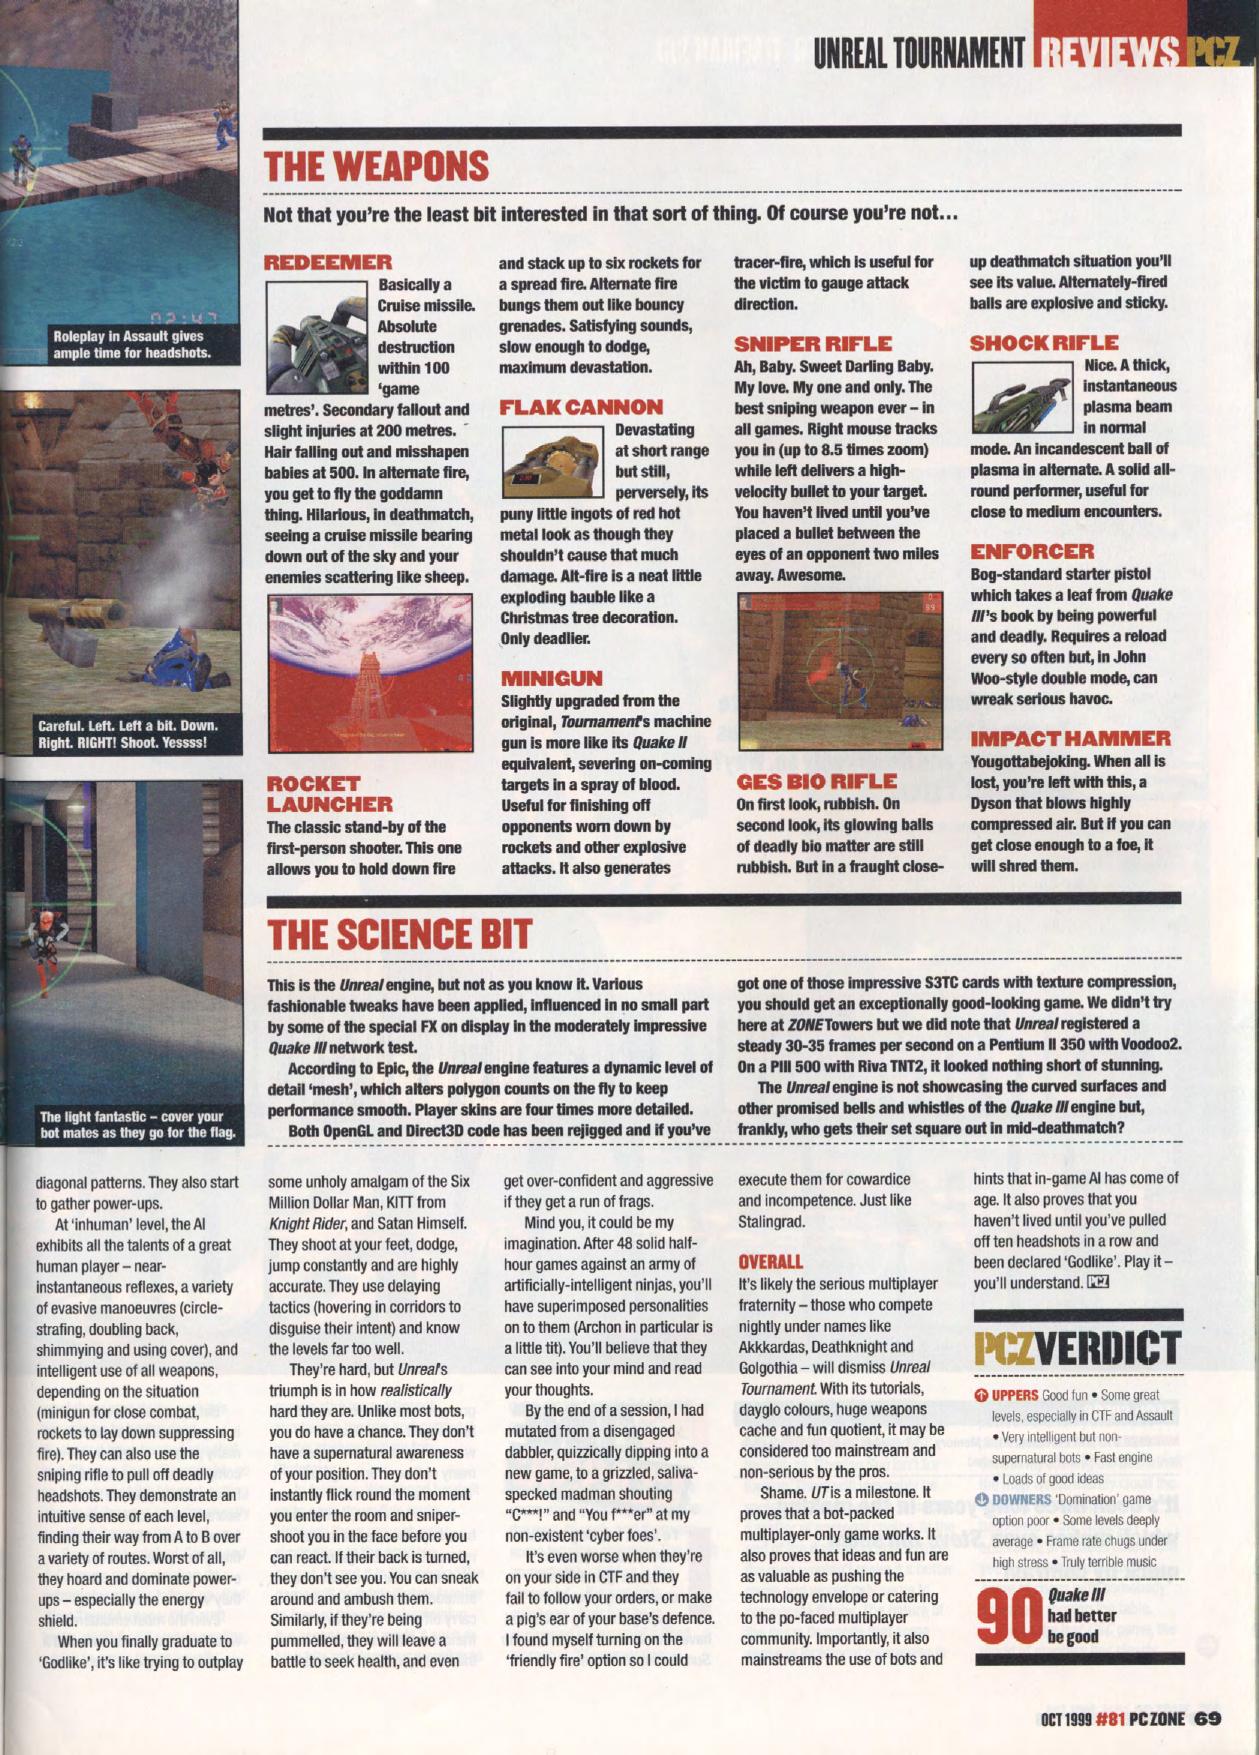 UNREAL TOURNAMENT REVIEWS PCZ
THE WEAPONS
Not that you're the least bit interested in that sort of thing. Of course you're not...
REDEEMER
Basically a
Cruise missile.
Absolute
destruction
within 100
'game
metres'. Secondary fallout and
slight injuries at 200 metres.
Hair falling out and misshapen
babies at 500. In alternate fire,
you get to fly the goddamn
thing. Hilarious, in deathmatch,
seeing a cruise missile bearing
down out of the sky and your
enemies scattering like sheep.
ROCKET
LAUNCHER
The classic stand-by of the
first-person shooter. This one
allows you to hold down fire
and stack up to six rockets for
a spread fire. Alternate fire
bungs them out like bouncy
grenades. Satisfying sounds,
slow enough to dodge,
maximum devastation.
FLAK CANNON
Devastating
at short range
but still,
perversely, its
puny little ingots of red hot
metal look as though they
shouldn't cause that much
damage. Alt-fire is a neat little
exploding bauble like a
Christmas tree decoration.
Only deadlier.
MINIGUN
Slightly upgraded from the
original, Tournament's machine
gun is more like its Quake II
equivalent, severing on-coming
targets in a spray of blood.
Useful for finishing off
opponents worn down by
rockets and other explosive
attacks. It also generates
tracer-fire, which is useful for
the victim to gauge attack
direction.
SNIPER RIFLE
Ah, Baby. Sweet Darling Baby.
My love. My one and only. The
best sniping weapon ever – in
all games. Right mouse tracks
you in (up to 8.5 times zoom)
while left delivers a high-
velocity bullet to your target.
You haven't lived until you've
placed a bullet between the
eyes of an opponent two miles
away. Awesome.
GES BIO RIFLE
On first look, rubbish. On
second look, its glowing balls
of deadly bio matter are still
rubbish. But in a fraught close-
up deathmatch situation you'll
see its value. Alternately-fired
balls are explosive and sticky.
SHOCK RIFLE
Nice. A thick,
instantaneous
plasma beam
in normal
mode. An incandescent ball of
plasma in alternate. A solid all-
round performer, useful for
close to medium encounters.
ENFORCER
Bog-standard starter pistol
which takes a leaf from Quake
III's book by being powerful
and deadly. Requires a reload
every so often but, in John
Woo-style double mode, can
wreak serious havoc.
IMPACT HAMMER
Yougottabejoking. When all is
lost, you're left with this, a
Dyson that blows highly
compressed air. But if you can
get close enough to a foe, it
will shred them.
02:47
Roleplay in Assault gives
ample time for headshots.
Careful. Left. Left a bit. Down.
Right. RIGHT! Shoot. Yessss!
The light fantastic – cover your
bot mates as they go for the flag.
THE SCIENCE BIT
This is the Unreal engine, but not as you know it. Various
fashionable tweaks have been applied, influenced in no small part
by some of the special FX on display in the moderately impressive
Quake III network test.
According to Epic, the Unreal engine features a dynamic level of
detail 'mesh', which alters polygon counts on the fly to keep
performance smooth. Player skins are four times more detailed.
Both OpenGL and Direct3D code has been rejigged and if you've
got one of those impressive S3TC cards with texture compression,
you should get an exceptionally good-looking game. We didn't try
here at ZONE Towers but we did note that Unreal registered a
steady 30-35 frames per second on a Pentium II 350 with Voodoo2.
On a PIII 500 with Riva TNT2, it looked nothing short of stunning.
The Unreal engine is not showcasing the curved surfaces and
other promised bells and whistles of the Quake III engine but,
frankly, who gets their set square out in mid-deathmatch?
diagonal patterns. They also start
to gather power-ups.
At 'inhuman' level, the AI
exhibits all the talents of a great
human player – near-
instantaneous reflexes, a variety
of evasive manoeuvres (circle-
strafing, doubling back,
shimmying and using cover), and
intelligent use of all weapons,
depending on the situation
(minigun for close combat,
rockets to lay down suppressing
fire). They can also use the
sniping rifle to pull off deadly
headshots. They demonstrate an
intuitive sense of each level,
finding their way from A to B over
a variety of routes. Worst of all,
they hoard and dominate power-
ups – especially the energy
shield.
When you finally graduate to
'Godlike', it's like trying to outplay
some unholy amalgam of the Six
Million Dollar Man, KITT from
Knight Rider, and Satan Himself.
They shoot at your feet, dodge,
jump constantly and are highly
accurate. They use delaying
tactics (hovering in corridors to
disguise their intent) and know
the levels far too well.
They're hard, but Unreal's
triumph is in how realistically
hard they are. Unlike most bots,
you do have a chance. They don't
have a supernatural awareness
of your position. They don't
instantly flick round the moment
you enter the room and sniper-
shoot you in the face before you
can react. If their back is turned,
they don't see you. You can sneak
around and ambush them.
Similarly, if they're being
pummelled, they will leave a
battle to seek health, and even
get over-confident and aggressive
if they get a run of frags.
Mind you, it could be my
imagination. After 48 solid half-
hour games against an army of
artificially-intelligent ninjas, you'll
have superimposed personalities
on to them (Archon in particular is
a little tit). You'll believe that they
can see into your mind and read
your thoughts.
By the end of a session, I had
mutated from a disengaged
dabler, quizzically dipping into a
new game, to a grizzled, saliva-
specked madman shouting
"C***!" and "You f***er" at my
non-existent 'cyber foes'.
It's even worse when they're
on your side in CTF and they
fail to follow your orders, or make
a pig's ear of your base's defence.
I found myself turning on the
'friendly fire' option so I could
execute them for cowardice
and incompetence. Just like
Stalingrad.
OVERALL
It's likely the serious multiplayer
fraternity – those who compete
nightly under names like
Akkkardas, Deathknight and
Golgothia – will dismiss Unreal
Tournament. With its tutorials,
dayglo colours, huge weapons
cache and fun quotient, it may be
considered too mainstream and
non-serious by the pros.
Shame. UT is a milestone. It
proves that a bot-packed
multiplayer-only game works. It
also proves that ideas and fun are
as valuable as pushing the
technology envelope or catering
to the po-faced multiplayer
community. Importantly, it also
mainstreams the use of bots and
hints that in-game AI has come of
age. It also proves that you
haven't lived until you've pulled
off ten headshots in a row and
been declared 'Godlike'. Play it –
you'll understand. PCZ
PCZVERDICT
UPPERS Good fun • Some great
levels, especially in CTF and Assault
• Very intelligent but non-
supernatural bots • Fast engine
• Loads of good ideas
DOWNERS 'Domination' game
option poor • Some levels deeply
average • Frame rate chugs under
high stress • Truly terrible music
90
Quake III
had better
be good
OCT 1999 #81 PC ZONE 69